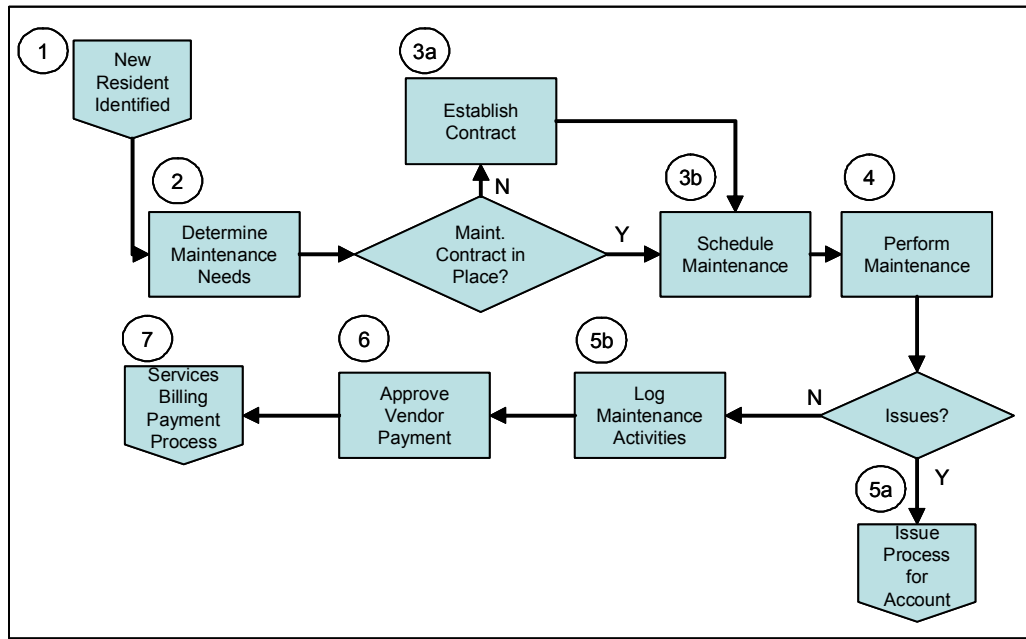 1
New
Resident
Identified
2
Determine
Maintenance
Needs
Maint.
Contract in
Place?
N
3a
Establish
Contract
Y
3b
Schedule
Maintenance
4
Perform
Maintenance
Issues?
Y
5a
Issue
Process
for
Account
N
5b
Log
Maintenance
Activities
6
Approve
Vendor
Payment
7
Services
Billing
Payment
Process